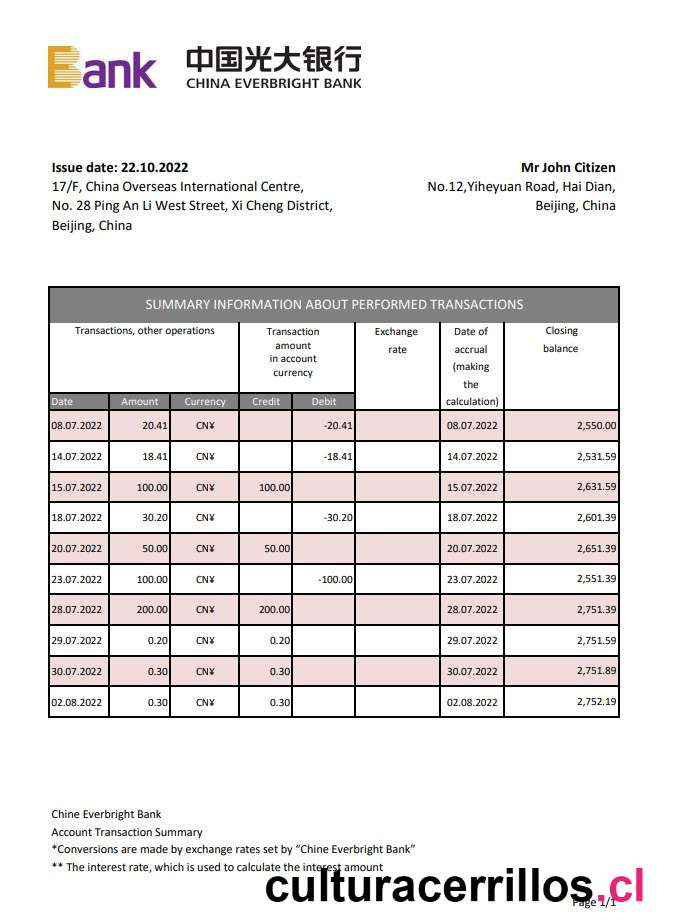 Bank 中国光大银行
CHINA EVERBRIGHT BANK
Issue date: 22.10.2022
17/F, China Overseas International Centre,
No. 28 Ping An Li West Street, Xi Cheng District,
Beijing, China
Mr John Citizen
No.12,Yiheyuan Road, Hai Dian,
Beijing, China
SUMMARY INFORMATION ABOUT PERFORMED TRANSACTIONS
Transactions, other operations
Transaction
amount
in account
currency
Exchange
rate
Date of
accrual
(making
the
calculation)
Closing
balance
Date Amount Currency Credit Debit
08.07.2022 20.41 CN¥ -20.41 08.07.2022 2,550.00
14.07.2022 18.41 CN¥ -18.41 14.07.2022 2,531.59
15.07.2022 100.00 CN¥ 100.00 15.07.2022 2,631.59
18.07.2022 30.20 CN¥ -30.20 18.07.2022 2,601.39
20.07.2022 50.00 CN¥ 50.00 20.07.2022 2,651.39
23.07.2022 100.00 CN¥ -100.00 23.07.2022 2,551.39
28.07.2022 200.00 CN¥ 200.00 28.07.2022 2,751.39
29.07.2022 0.20 CN¥ 0.20 29.07.2022 2,751.59
30.07.2022 0.30 CN¥ 0.30 30.07.2022 2,751.89
02.08.2022 0.30 CN¥ 0.30 02.08.2022 2,752.19
Chine Everbright Bank
Account Transaction Summary
*Conversions are made by exchange rates set by “Chine Everbright Bank”
** The interest rate, which is used to calculate the interest amount
culturacerrillos.cl
Page 1/1